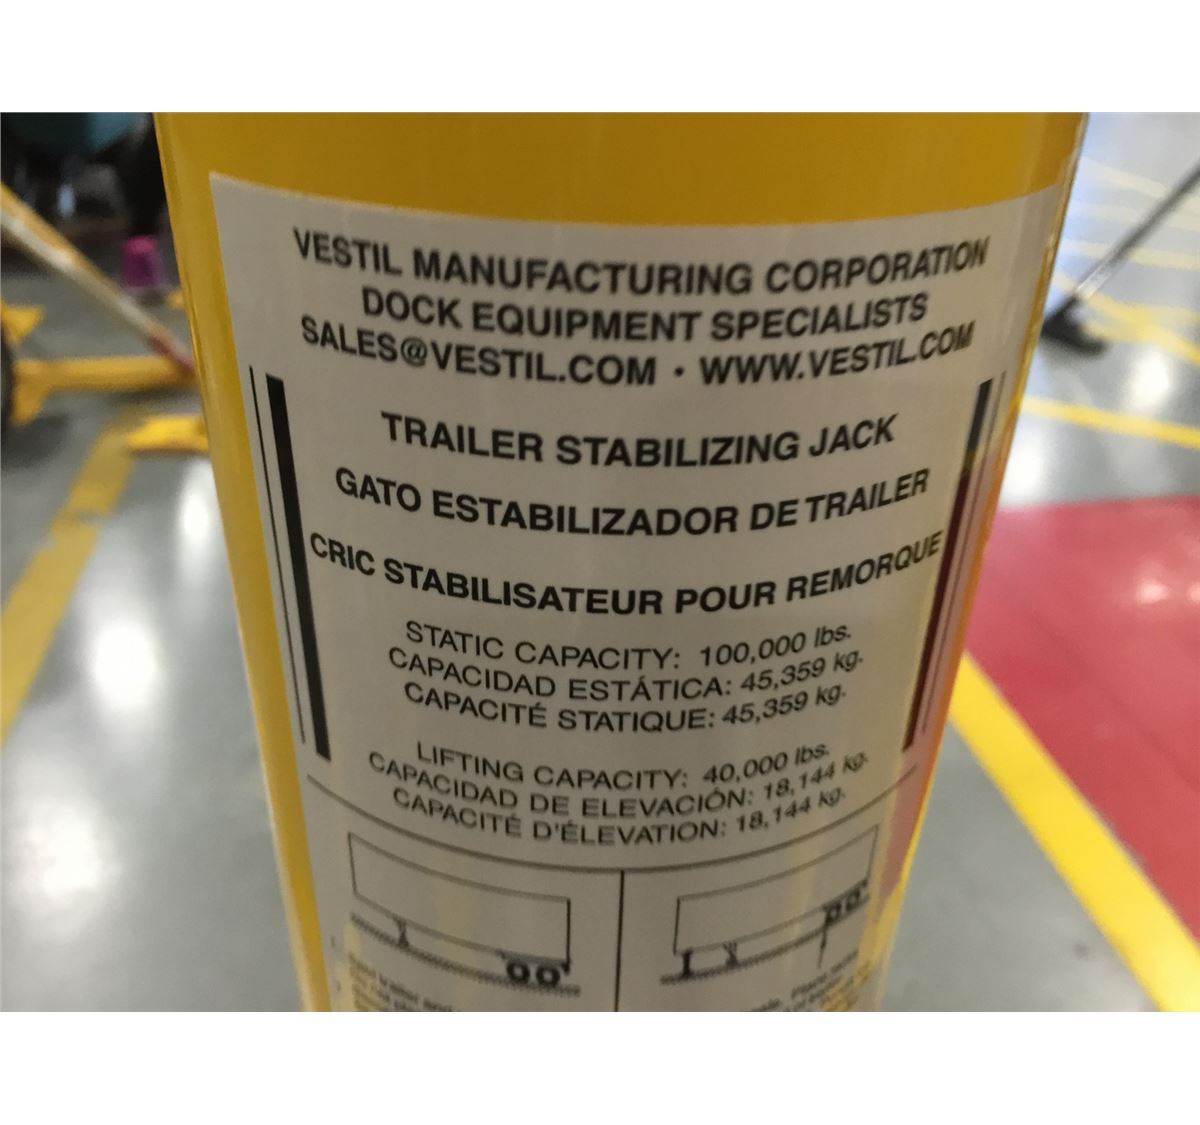 VESTIL MANUFACTURING CORPORATION
DOCK EQUIPMENT SPECIALISTS
SALES@VESTIL.COM • WWW.VESTIL.COM
TRAILER STABILIZING JACK
GATO ESTABILIZADOR DE TRAILER
CRIC STABILISATEUR POUR REMORQUE
STATIC CAPACITY: 100,000 lbs.
CAPACIDAD ESTÁTICA: 45,359 kg.
CAPACITÉ STATIQUE: 45,359 kg.
LIFTING CAPACITY: 40,000 lbs.
CAPACIDAD DE ELEVACIÓN: 18,144 kg.
CAPACITÉ D'ÉLEVATION: 18,144 kg.
trailer and